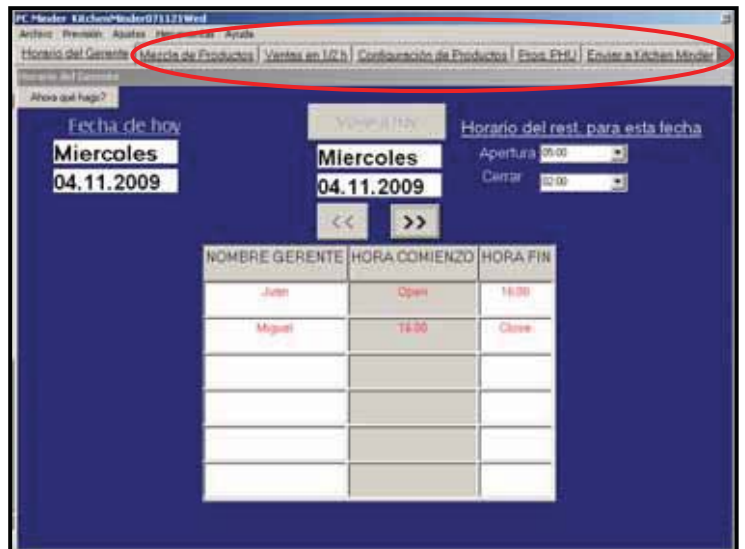 PC Minder KitchenMinder071121Wed
Archivo Previsión Ajustes Herramientas Ayuda
Horario del Gerente Mezcla de Productos Ventas en 1/2 h Configuración de Productos Prog. PHU Enviar a Kitchen Minder
Horario del Gerente
Ahora qué hago?
Fecha de hoy
Miercoles
04.11.2009
Miercoles
04.11.2009
<< >>
Horario del rest. para esta fecha
Apertura 05:00
Cerrar 02:00
NOMBRE GERENTE HORA COMIENZO HORA FIN
Juan Open 16:00
Miguel 16:00 Close